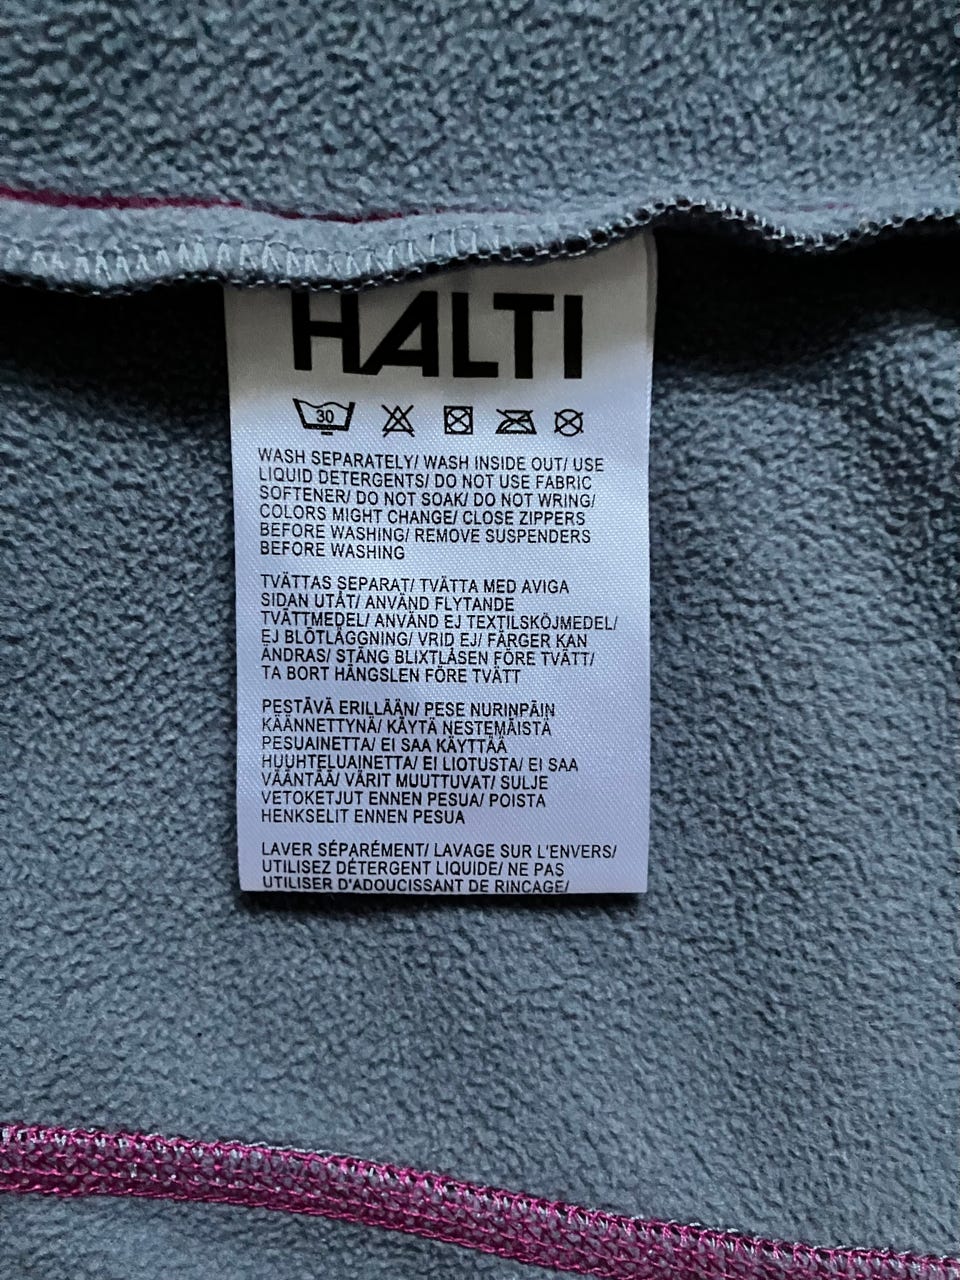 HALTI
30
WASH SEPARATELY/ WASH INSIDE OUT/ USE
LIQUID DETERGENTS/ DO NOT USE FABRIC
SOFTENER/ DO NOT SOAK/ DO NOT WRING/
COLORS MIGHT CHANGE/ CLOSE ZIPPERS
BEFORE WASHING/ REMOVE SUSPENDERS
BEFORE WASHING
TVÄTTAS SEPARAT/ TVÄTTA MED AVIGA
SIDAN UTÅT/ ANVÄND FLYTANDE
TVÄTTMEDEL/ ANVÄND EJ TEXTILSKÖJMEDEL/
EJ BLÖTLÄGGNING/ VRID EJ/ FÄRGER KAN
ÄNDRAS/ STÄNG BLIXTLÅSEN FÖRE TVÄTT/
TA BORT HÄNGSLEN FÖRE TVÄTT
PESTÄVÄ ERILLÄÄN/ PESE NURINPÄIN
KÄÄNNETTYNÄ/ KÄYTÄ NESTEMÄISTÄ
PESUAINETTA/ EI SAA KÄYTTÄÄ
HUUHTELUAINETTA/ EI LIOTUSTA/ EI SAA
VÄÄNTÄÄ/ VÄRIT MUUTTUVAT/ SULJE
VETOKETJUT ENNEN PESUA/ POISTA
HENKSELIT ENNEN PESUA
LAVER SÉPARÉMENT/ LAVAGE SUR L'ENVERS/
UTILISEZ DÉTERGENT LIQUIDE/ NE PAS
UTILISER D'ADOUCISSANT DE RINCAGE/